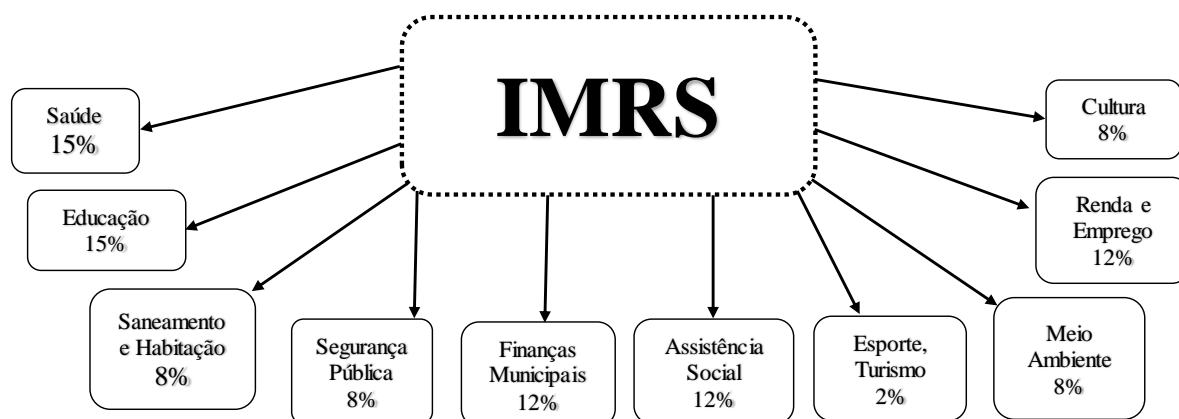 IMRS
Saúde
15%
Educação
15%
Saneamento
e Habitação
8%
Segurança
Pública
8%
Finanças
Municipais
12%
Assistência
Social
12%
Esporte,
Turismo
2%
Meio
Ambiente
8%
Renda e
Emprego
12%
Cultura
8%